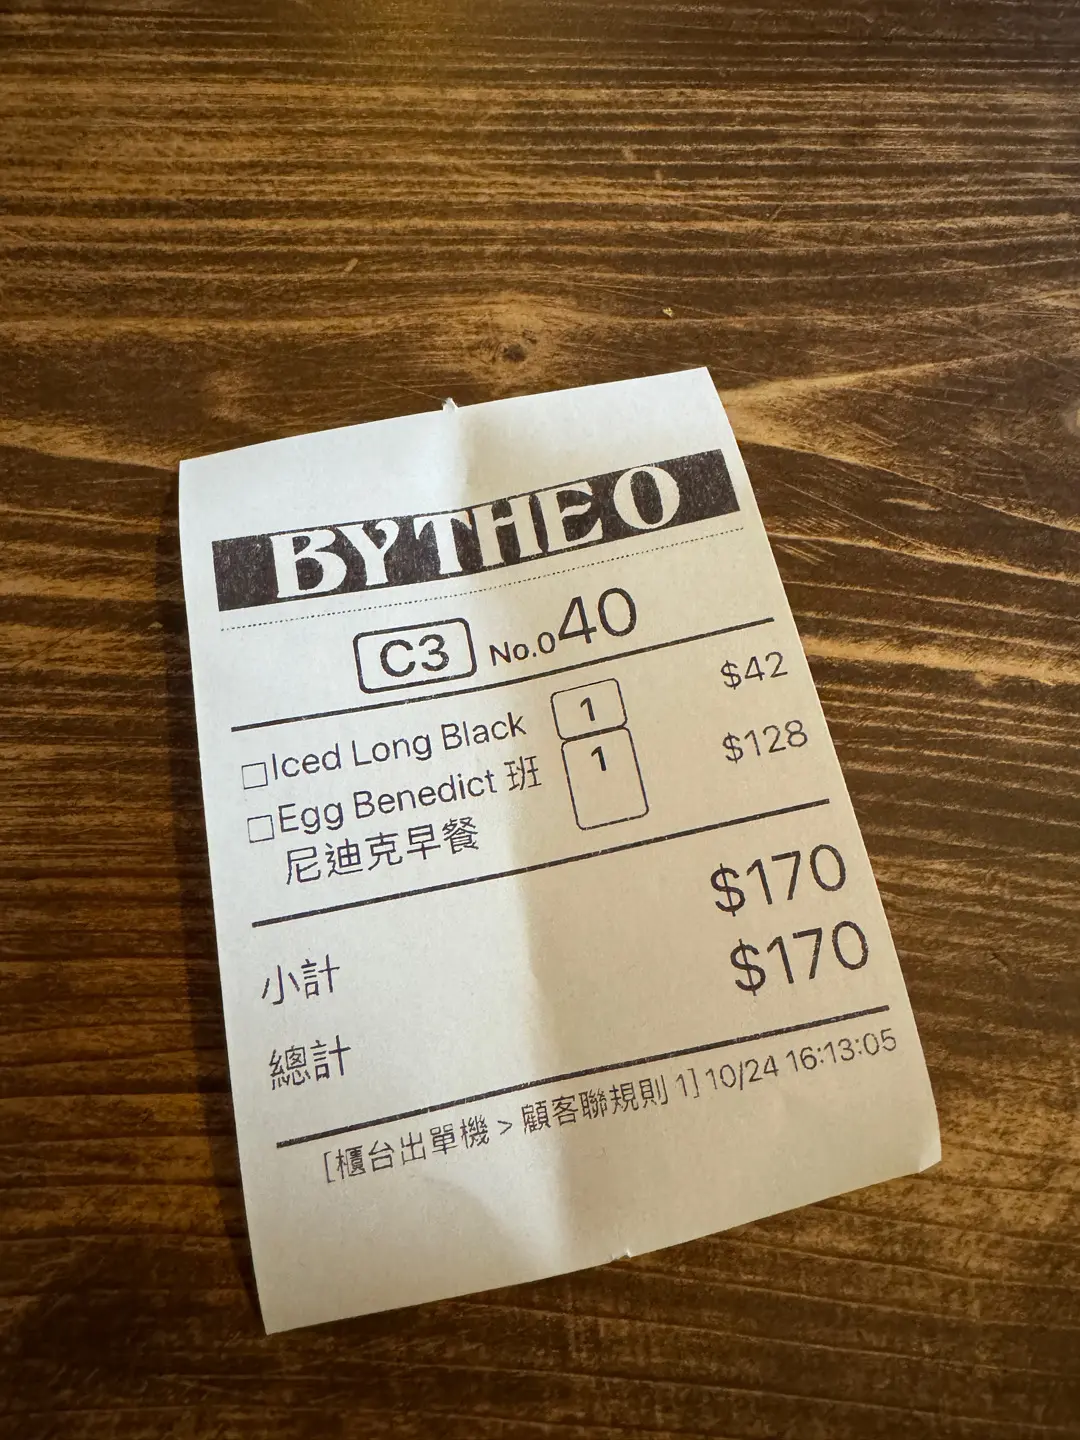 BY THE O
C3 No.040
□Iced Long Black 1 $42
□Egg Benedict 班 1 $128
尼迪克早餐
小計 $170
總計 $170
[櫃台出單機 > 顧客聯規則 1] 10/24 16:13:05